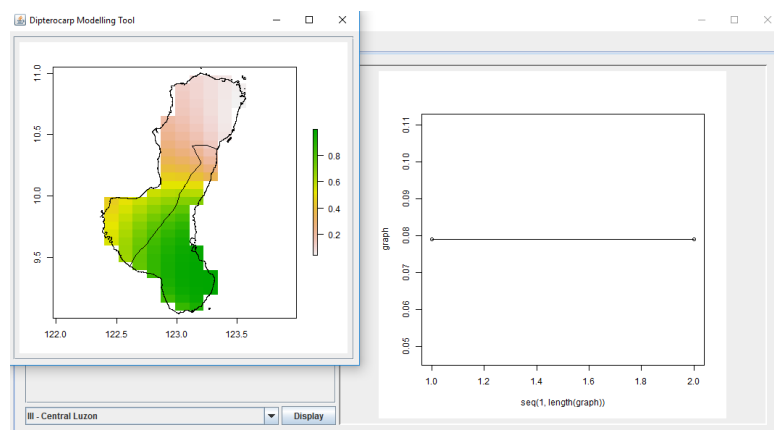 Dipterocarp Modelling Tool
11.0
10.5
10.0
9.5
122.0 122.5 123.0 123.5
0.8
0.6
0.4
0.2
III - Central Luzon
Display
graph
0.11
0.10
0.09
0.08
0.07
0.06
0.05
1.0 1.2 1.4 1.6 1.8 2.0
seq(1, length(graph))